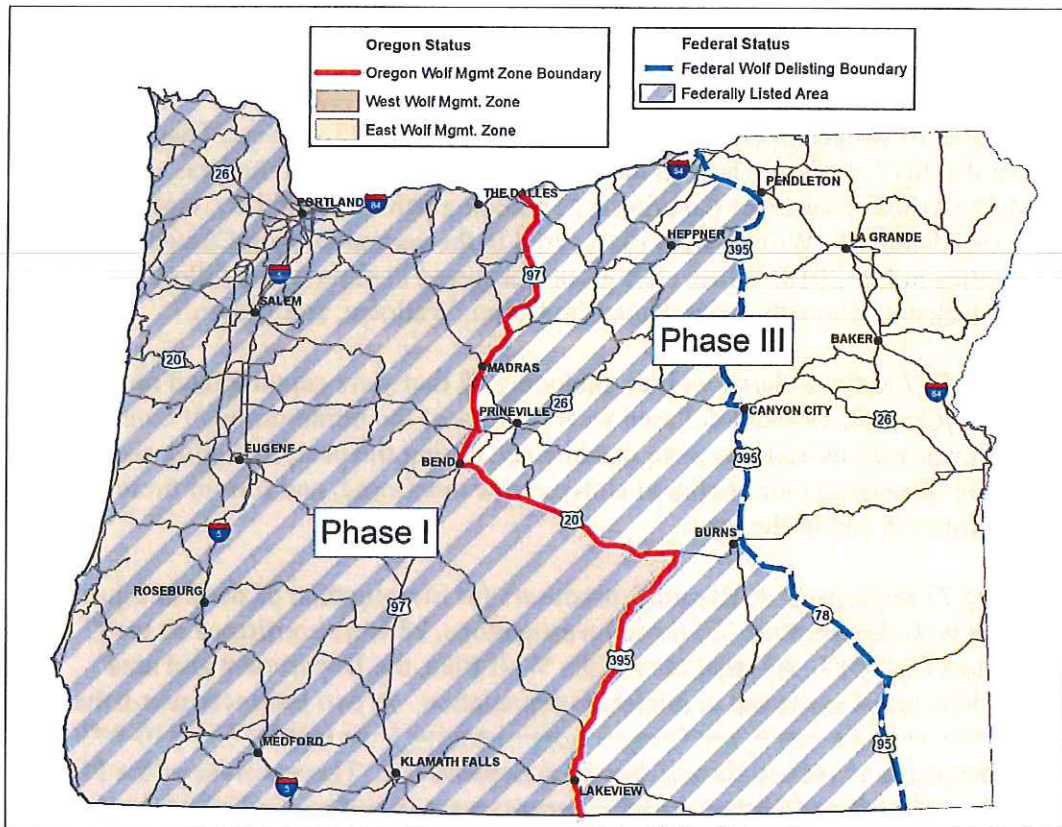 Oregon Status
Oregon Wolf Mgmt Zone Boundary
West Wolf Mgmt. Zone
East Wolf Mgmt. Zone
Federal Status
Federal Wolf Delisting Boundary
Federally Listed Area
84
PENDLETON
26
PORTLAND
84
THE DALLES
HEPPNER
395
LA GRANDE
97
5
SALEM
Phase III
BAKER
20
MADRAS
84
PRINEVILLE
26
CANYON CITY
26
EUGENE
BEND
395
20
Phase I
5
BURNS
ROSEBURG
97
78
395
MEDFORD
KLAMATH FALLS
95
5
LAKEVIEW